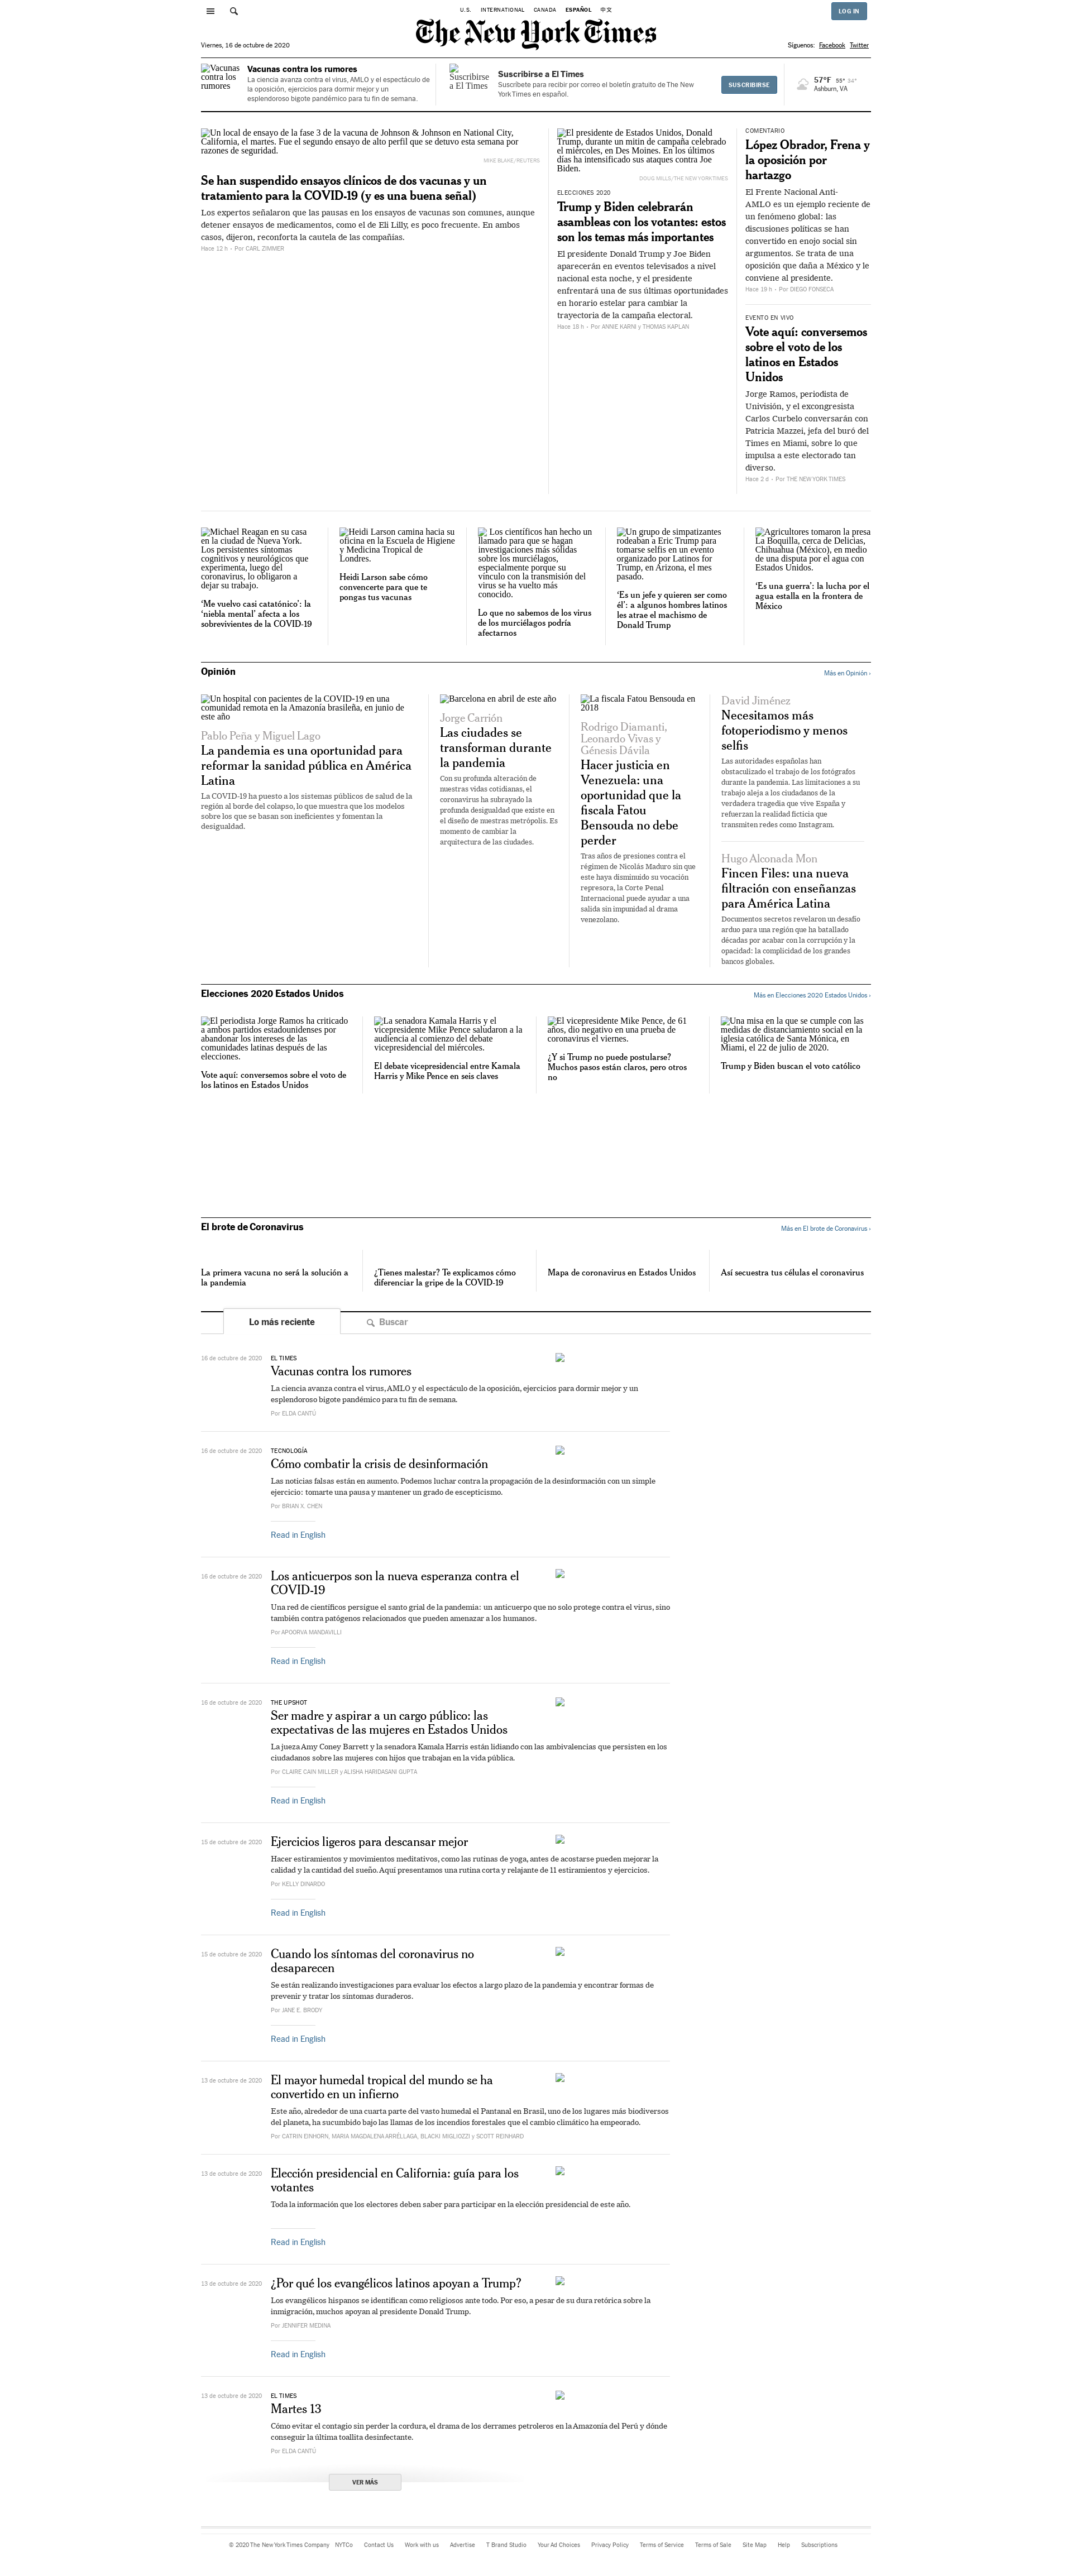 U.S. INTERNATIONAL CANADA ESPAÑOL 中文
LOG IN
The New York Times
Viernes, 16 de octubre de 2020
Síguenos: Facebook Twitter
Vacunas contra los rumores
Vacunas contra los rumores
La ciencia avanza contra el virus, AMLO y el espectáculo de
la oposición, ejercicios para dormir mejor y un
esplendoroso bigote pandémico para tu fin de semana.
Suscribirse a El Times
Suscribirse a El Times
Suscríbete para recibir por correo el boletín gratuito de The New
York Times en español.
SUSCRIBIRSE
57°F 55° 34°
Ashburn, VA
Un local de ensayo de la fase 3 de la vacuna de Johnson & Johnson en National City,
California, el martes. Fue el segundo ensayo de alto perfil que se detuvo esta semana por
razones de seguridad.
MIKE BLAKE/REUTERS
Se han suspendido ensayos clínicos de dos vacunas y un
tratamiento para la COVID-19 (y es una buena señal)
Los expertos señalaron que las pausas en los ensayos de vacunas son comunes, aunque
detener ensayos de medicamentos, como el de Eli Lilly, es poco frecuente. En ambos
casos, dijeron, reconforta la cautela de las compañías.
Hace 12 h • Por CARL ZIMMER
El presidente de Estados Unidos, Donald
Trump, durante un mitin de campaña celebrado
el miércoles, en Des Moines. En los últimos
días ha intensificado sus ataques contra Joe
Biden.
DOUG MILLS/THE NEW YORK TIMES
ELECCIONES 2020
Trump y Biden celebrarán
asambleas con los votantes: estos
son los temas más importantes
El presidente Donald Trump y Joe Biden
aparecerán en eventos televisados a nivel
nacional esta noche, y el presidente
enfrentará una de sus últimas oportunidades
en horario estelar para cambiar la
trayectoria de la campaña electoral.
Hace 18 h • Por ANNIE KARNI y THOMAS KAPLAN
COMENTARIO
López Obrador, Frena y
la oposición por
hartazgo
El Frente Nacional Anti-
AMLO es un ejemplo reciente de
un fenómeno global: las
discusiones políticas se han
convertido en enojo social sin
argumentos. Se trata de una
oposición que daña a México y le
conviene al presidente.
Hace 19 h • Por DIEGO FONSECA
EVENTO EN VIVO
Vote aquí: conversemos
sobre el voto de los
latinos en Estados
Unidos
Jorge Ramos, periodista de
Univisión, y el excongresista
Carlos Curbelo conversarán con
Patricia Mazzei, jefa del buró del
Times en Miami, sobre lo que
impulsa a este electorado tan
diverso.
Hace 2 d • Por THE NEW YORK TIMES
Michael Reagan en su casa
en la ciudad de Nueva York.
Los persistentes síntomas
cognitivos y neurológicos que
experimenta, luego del
coronavirus, lo obligaron a
dejar su trabajo.
'Me vuelvo casi catatónico': la
'niebla mental' afecta a los
sobrevivientes de la COVID-19
Heidi Larson camina hacia su
oficina en la Escuela de Higiene
y Medicina Tropical de
Londres.
Heidi Larson sabe cómo
convencerte para que te
pongas tus vacunas
Los científicos han hecho un
llamado para que se hagan
investigaciones más sólidas
sobre los murciélagos,
especialmente porque su
vínculo con la transmisión del
virus se ha vuelto más
conocido.
Lo que no sabemos de los virus
de los murciélagos podría
afectarnos
Un grupo de simpatizantes
rodeaban a Eric Trump para
tomarse selfis en un evento
organizado por Latinos for
Trump, en Arizona, el mes
pasado.
'Es un jefe y quieren ser como
él': a algunos hombres latinos
les atrae el machismo de
Donald Trump
Agricultores tomaron la presa
La Boquilla, cerca de Delicias,
Chihuahua (México), en medio
de una disputa por el agua con
Estados Unidos.
'Es una guerra': la lucha por el
agua estalla en la frontera de
México
Opinión
Más en Opinión ›
Un hospital con pacientes de la COVID-19 en una
comunidad remota en la Amazonía brasileña, en junio de
este año
Pablo Peña y Miguel Lago
La pandemia es una oportunidad para
reformar la sanidad pública en América
Latina
La COVID-19 ha puesto a los sistemas públicos de salud de la
región al borde del colapso, lo que muestra que los modelos
sobre los que se basan son ineficientes y fomentan la
desigualdad.
Barcelona en abril de este año
Jorge Carrión
Las ciudades se
transforman durante
la pandemia
Con su profunda alteración de
nuestras vidas cotidianas, el
coronavirus ha subrayado la
profunda desigualdad que existe en
el diseño de nuestras metrópolis. Es
momento de cambiar la
arquitectura de las ciudades.
La fiscala Fatou Bensouda en
2018
Rodrigo Diamanti,
Leonardo Vivas y
Génesis Dávila
Hacer justicia en
Venezuela: una
oportunidad que la
fiscala Fatou
Bensouda no debe
perder
Tras años de presiones contra el
régimen de Nicolás Maduro sin que
este haya disminuido su vocación
represora, la Corte Penal
Internacional puede ayudar a una
salida sin impunidad al drama
venezolano.
David Jiménez
Necesitamos más
fotoperiodismo y menos
selfis
Las autoridades españolas han
obstaculizado el trabajo de los fotógrafos
durante la pandemia. Las limitaciones a su
trabajo aleja a los ciudadanos de la
verdadera tragedia que vive España y
refuerzan la realidad ficticia que
transmiten redes como Instagram.
Hugo Alconada Mon
Fincen Files: una nueva
filtración con enseñanzas
para América Latina
Documentos secretos revelaron un desafío
arduo para una región que ha batallado
décadas por acabar con la corrupción y la
opacidad: la complicidad de los grandes
bancos globales.
Elecciones 2020 Estados Unidos
Más en Elecciones 2020 Estados Unidos ›
El periodista Jorge Ramos ha criticado
a ambos partidos estadounidenses por
abandonar los intereses de las
comunidades latinas después de las
elecciones.
Vote aquí: conversemos sobre el voto de
los latinos en Estados Unidos
La senadora Kamala Harris y el
vicepresidente Mike Pence saludaron a la
audiencia al comienzo del debate
vicepresidencial del miércoles.
El debate vicepresidencial entre Kamala
Harris y Mike Pence en seis claves
El vicepresidente Mike Pence, de 61
años, dio negativo en una prueba de
coronavirus el viernes.
¿Y si Trump no puede postularse?
Muchos pasos están claros, pero otros
no
Una misa en la que se cumple con las
medidas de distanciamiento social en la
iglesia católica de Santa Mónica, en
Miami, el 22 de julio de 2020.
Trump y Biden buscan el voto católico
El brote de Coronavirus
Más en El brote de Coronavirus ›
La primera vacuna no será la solución a
la pandemia
¿Tienes malestar? Te explicamos cómo
diferenciar la gripe de la COVID-19
Mapa de coronavirus en Estados Unidos
Así secuestra tus células el coronavirus
Lo más reciente
Buscar
16 de octubre de 2020
EL TIMES
Vacunas contra los rumores
La ciencia avanza contra el virus, AMLO y el espectáculo de la oposición, ejercicios para dormir mejor y un
esplendoroso bigote pandémico para tu fin de semana.
Por ELDA CANTÚ
16 de octubre de 2020
TECNOLOGÍA
Cómo combatir la crisis de desinformación
Las noticias falsas están en aumento. Podemos luchar contra la propagación de la desinformación con un simple
ejercicio: tomarte una pausa y mantener un grado de escepticismo.
Por BRIAN X. CHEN
Read in English
16 de octubre de 2020
Los anticuerpos son la nueva esperanza contra el
COVID-19
Una red de científicos persigue el santo grial de la pandemia: un anticuerpo que no solo protege contra el virus, sino
también contra patógenos relacionados que pueden amenazar a los humanos.
Por APOORVA MANDAVILLI
Read in English
16 de octubre de 2020
THE UPSHOT
Ser madre y aspirar a un cargo público: las
expectativas de las mujeres en Estados Unidos
La jueza Amy Coney Barrett y la senadora Kamala Harris están lidiando con las ambivalencias que persisten en los
ciudadanos sobre las mujeres con hijos que trabajan en la vida pública.
Por CLAIRE CAIN MILLER y ALISHA HARIDASANI GUPTA
Read in English
15 de octubre de 2020
Ejercicios ligeros para descansar mejor
Hacer estiramientos y movimientos meditativos, como las rutinas de yoga, antes de acostarse pueden mejorar la
calidad y la cantidad del sueño. Aquí presentamos una rutina corta y relajante de 11 estiramientos y ejercicios.
Por KELLY DINARDO
Read in English
15 de octubre de 2020
Cuando los síntomas del coronavirus no
desaparecen
Se están realizando investigaciones para evaluar los efectos a largo plazo de la pandemia y encontrar formas de
prevenir y tratar los síntomas duraderos.
Por JANE E. BRODY
Read in English
13 de octubre de 2020
El mayor humedal tropical del mundo se ha
convertido en un infierno
Este año, alrededor de una cuarta parte del vasto humedal el Pantanal en Brasil, uno de los lugares más biodiversos
del planeta, ha sucumbido bajo las llamas de los incendios forestales que el cambio climático ha empeorado.
Por CATRIN EINHORN, MARIA MAGDALENA ARRÉLLAGA, BLACKI MIGLIOZZI y SCOTT REINHARD
13 de octubre de 2020
Elección presidencial en California: guía para los
votantes
Toda la información que los electores deben saber para participar en la elección presidencial de este año.
Read in English
13 de octubre de 2020
¿Por qué los evangélicos latinos apoyan a Trump?
Los evangélicos hispanos se identifican como religiosos ante todo. Por eso, a pesar de su dura retórica sobre la
inmigración, muchos apoyan al presidente Donald Trump.
Por JENNIFER MEDINA
Read in English
13 de octubre de 2020
EL TIMES
Martes 13
Cómo evitar el contagio sin perder la cordura, el drama de los derrames petroleros en la Amazonía del Perú y dónde
conseguir la última toallita desinfectante.
Por ELDA CANTÚ
VER MÁS
© 2020 The New York Times Company NYTCo Contact Us Work with us Advertise T Brand Studio Your Ad Choices Privacy Policy Terms of Service Terms of Sale Site Map Help Subscriptions